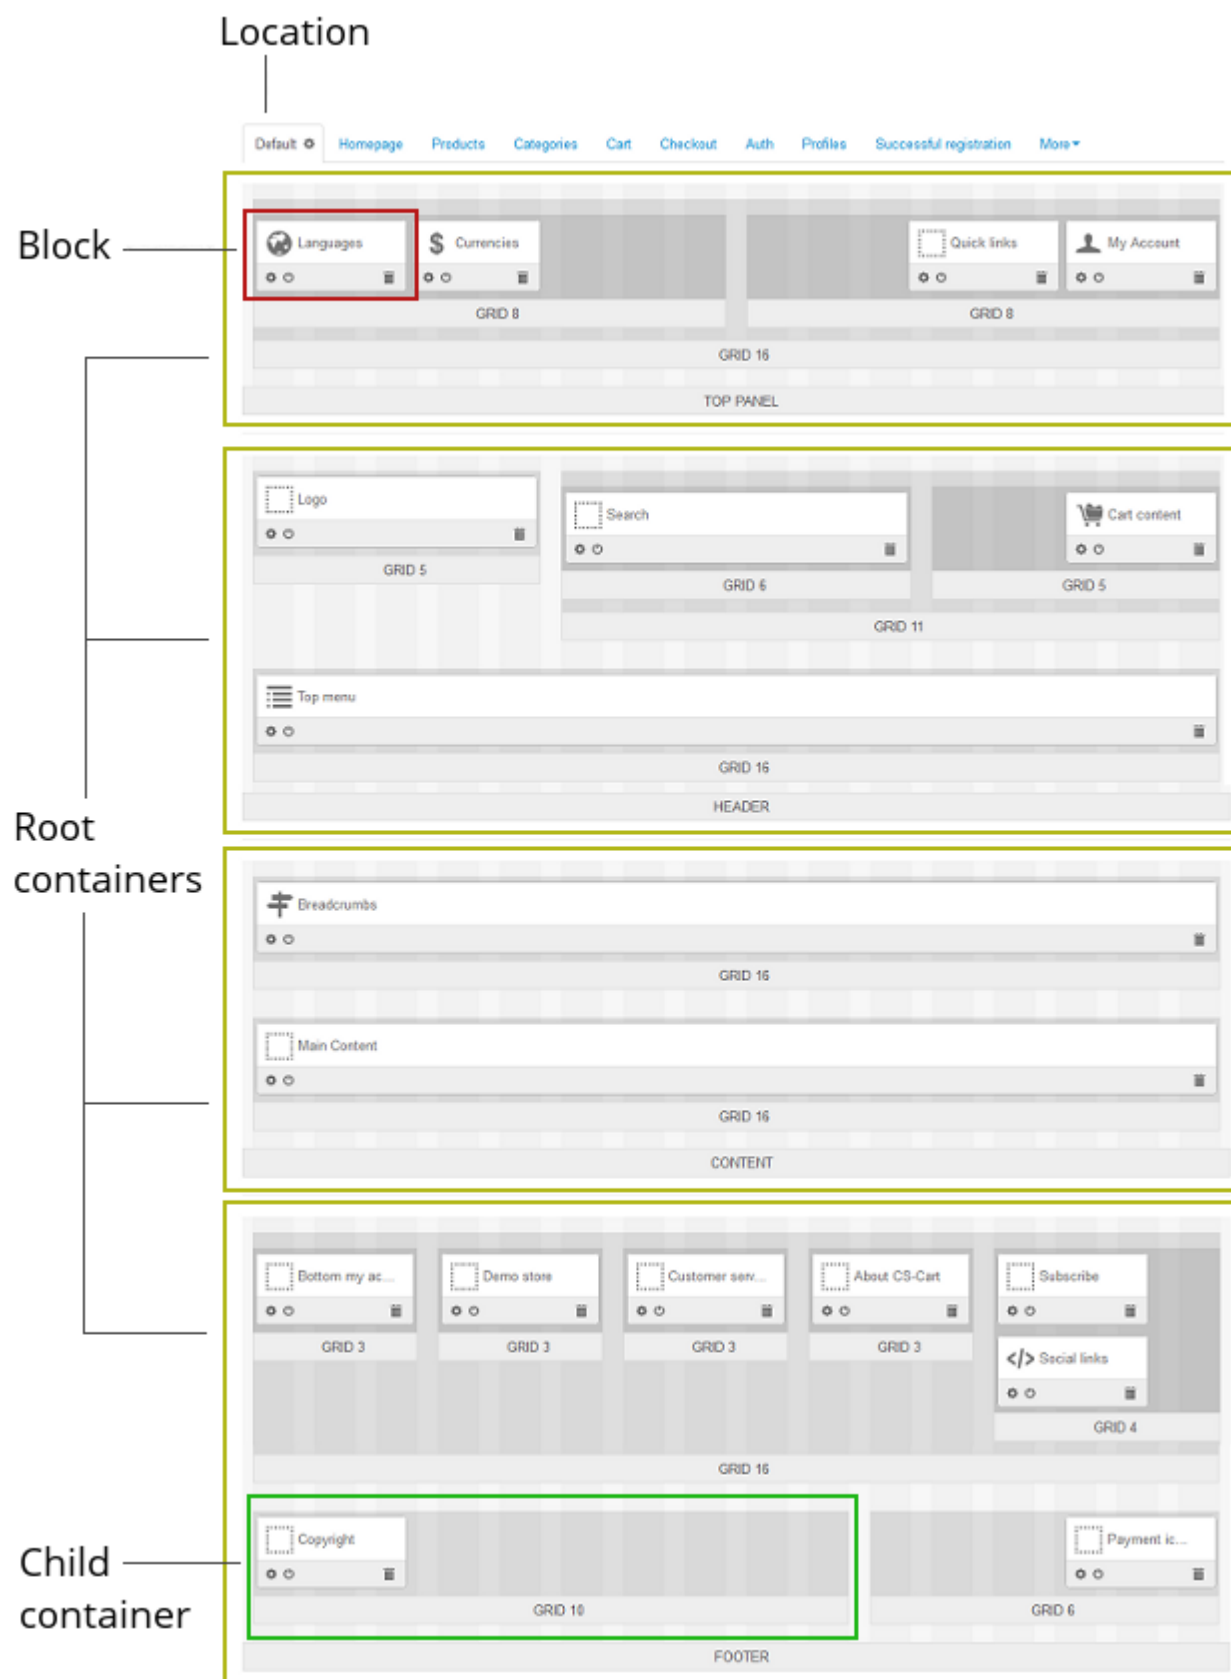 Location
Default Homepage Products Categories Cart Checkout Auth Profiles Successful registration More
Block
Languages $ Currencies Quick links My Account
GRID 8 GRID 8
GRID 16
TOP PANEL
Logo
Search Cart content
GRID 5
GRID 6 GRID 5
GRID 11
Top menu
GRID 16
HEADER
Root
containers
Breadcrumbs
GRID 16
Main Content
GRID 16
CONTENT
Bottom my ac... Demo store Customer serv... About CS-Cart Subscribe
GRID 3 GRID 3 GRID 3 GRID 3
</> Social links
GRID 4
GRID 16
Copyright Payment ic...
Child
container
GRID 10 GRID 6
FOOTER